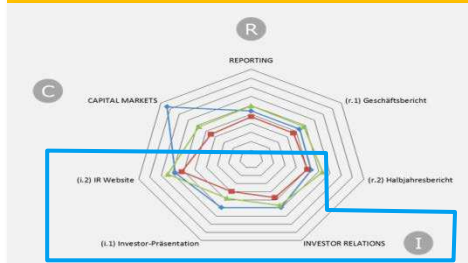 R
REPORTING
C
CAPITAL MARKETS
(r.1) Geschäftsbericht
(i.2) IR Website
(r.2) Halbjahresbericht
(i.1) Investor-Präsentation
INVESTOR RELATIONS
I